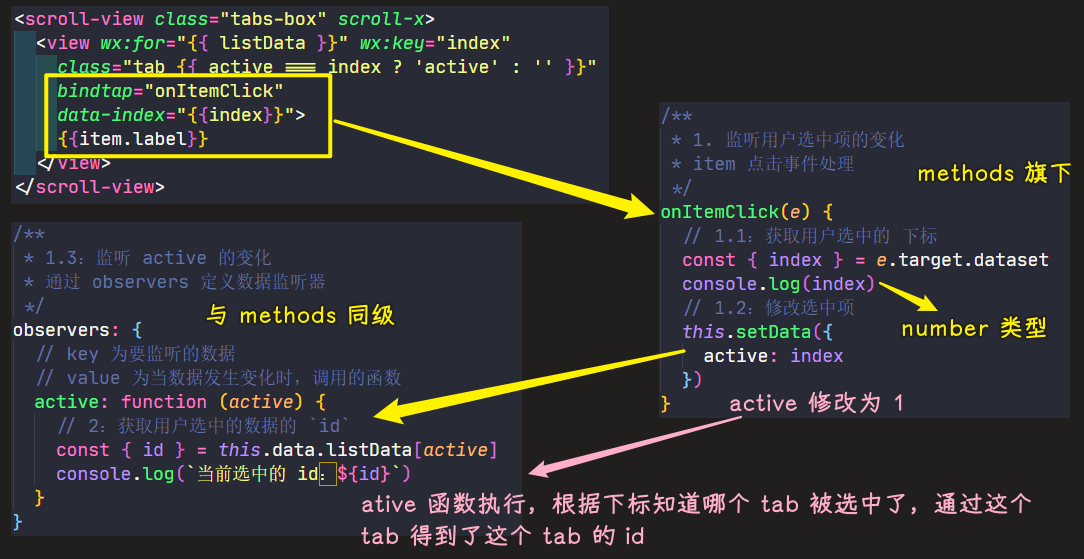 <scroll-view class="tabs-box" scroll-x>
<view wx:for="{{ listData }}" wx:key="index"
class="tab {{ active === index ? 'active' : '' }}"
bindtap="onItemClick"
data-index="{{index}}">
{{item.label}}
</view>
</scroll-view>
/**
* 1. 监听用户选中项的变化
* item 点击事件处理
*/
methods 旗下
onItemClick(e) {
// 1.1：获取用户选中的 下标
const { index } = e.target.dataset
console.log(index)
// 1.2：修改选中项
number 类型
this.setData({
active: index
})
}
active 修改为 1
/**
* 1.3：监听 active 的变化
* 通过 observers 定义数据监听器
*/
与 methods 同级
observers: {
// key 为要监听的数据
// value 为当数据发生变化时，调用的函数
active: function (active) {
// 2：获取用户选中的数据的 `id`
const { id } = this.data.listData[active]
console.log(`当前选中的 id：${id}`)
}
}
ative 函数执行，根据下标知道哪个 tab 被选中了，通过这个
tab 得到了这个 tab 的 id